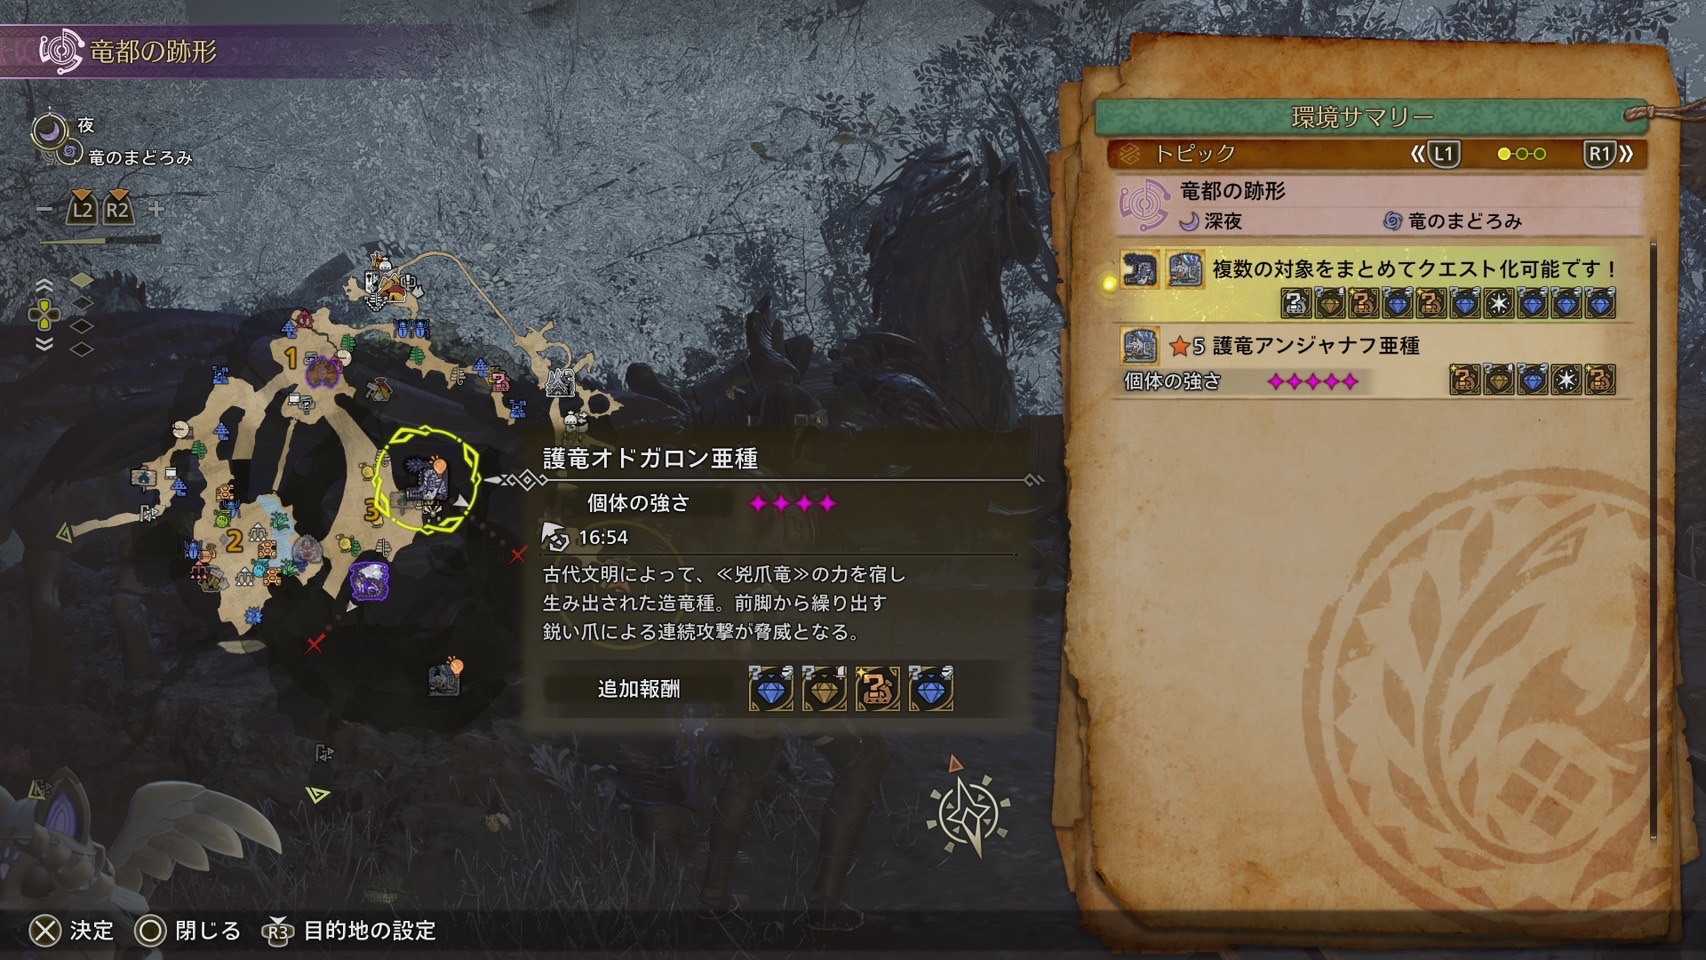 竜都の跡形
夜
竜のまどろみ
L2 R2
1
2
3
護竜オドガロン亜種
個体の強さ
16:54
古代文明によって、≪兇爪竜≫の力を宿し
生み出された造竜種。前脚から繰り出す
鋭い爪による連続攻撃が脅威となる。
追加報酬
環境サマリー
トピック
L1
R1
竜都の跡形
深夜
竜のまどろみ
複数の対象をまとめてクエスト化可能です！
5 護竜アンジャナフ亜種
個体の強さ
決定
閉じる
R3 目的地の設定